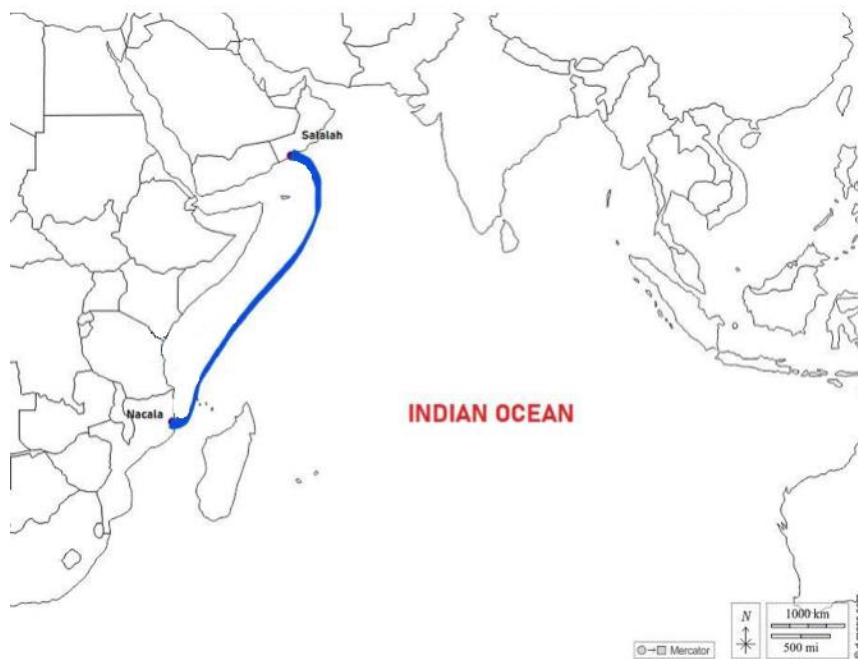 Salalah
Nacala
INDIAN OCEAN
N
1000 km
500 mi
Mercator